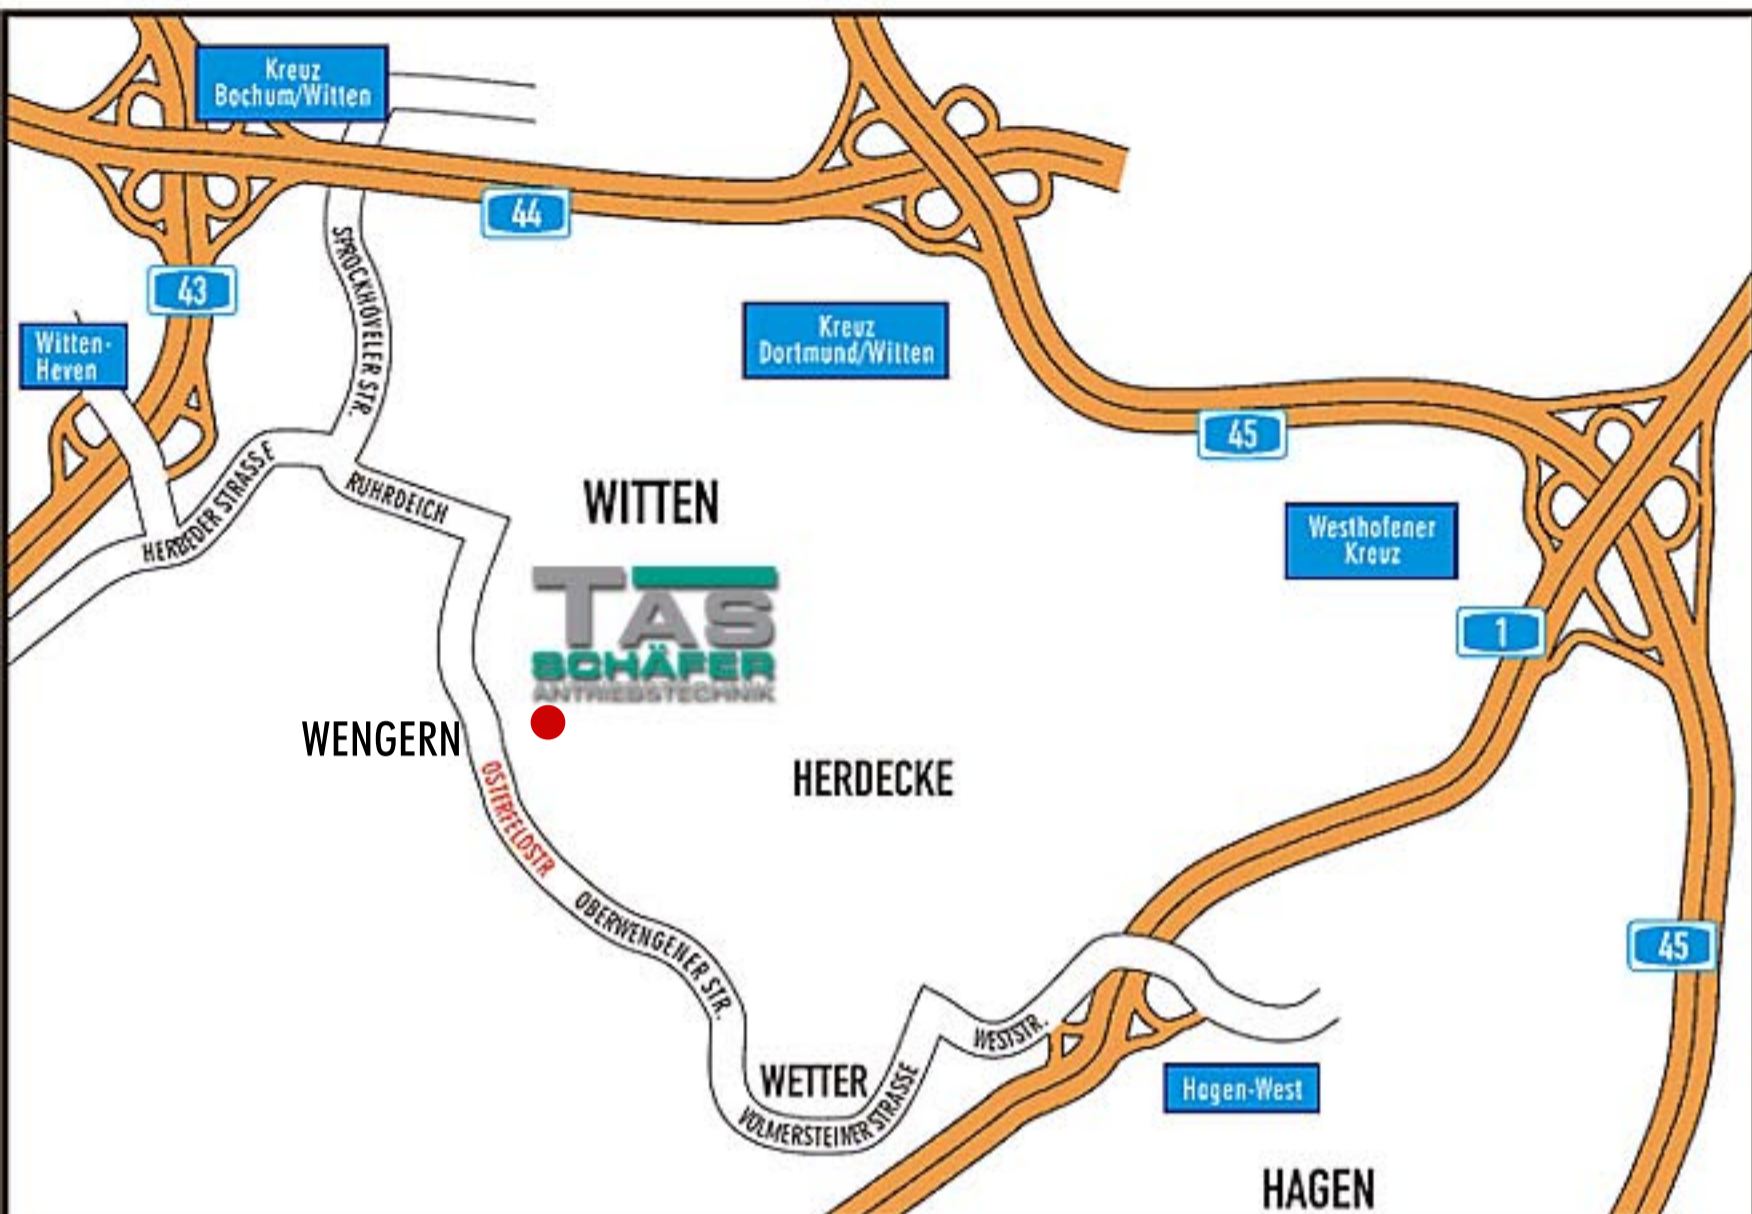 Kreuz
Bochum/Witten
44
43
SPROCKHÖVELER STR.
Witten-
Heven
Kreuz
Dortmund/Witten
45
HERBEDER STRASSE
RUHRDEICH
WITTEN
Westhofener
Kreuz
TAS
SCHÄFER
ANTRIEBSTECHNIK
1
WENGERN
OSTERFELDSTR
HERDECKE
OBERWENGENER STR.
45
WESTSTR.
WETTER
VOLMERSTEINER STRASSE
Hagen-West
HAGEN